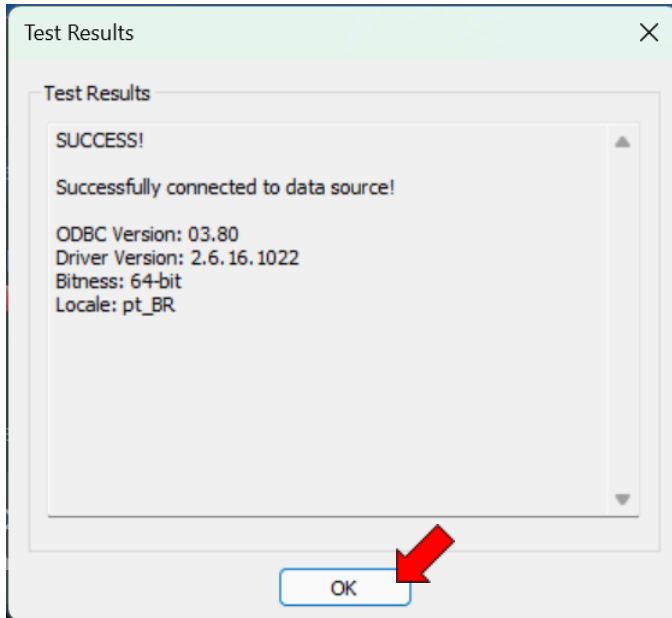 Test Results
Test Results
SUCCESS!
Successfully connected to data source!
ODBC Version: 03.80
Driver Version: 2.6.16.1022
Bitness: 64-bit
Locale: pt_BR
OK